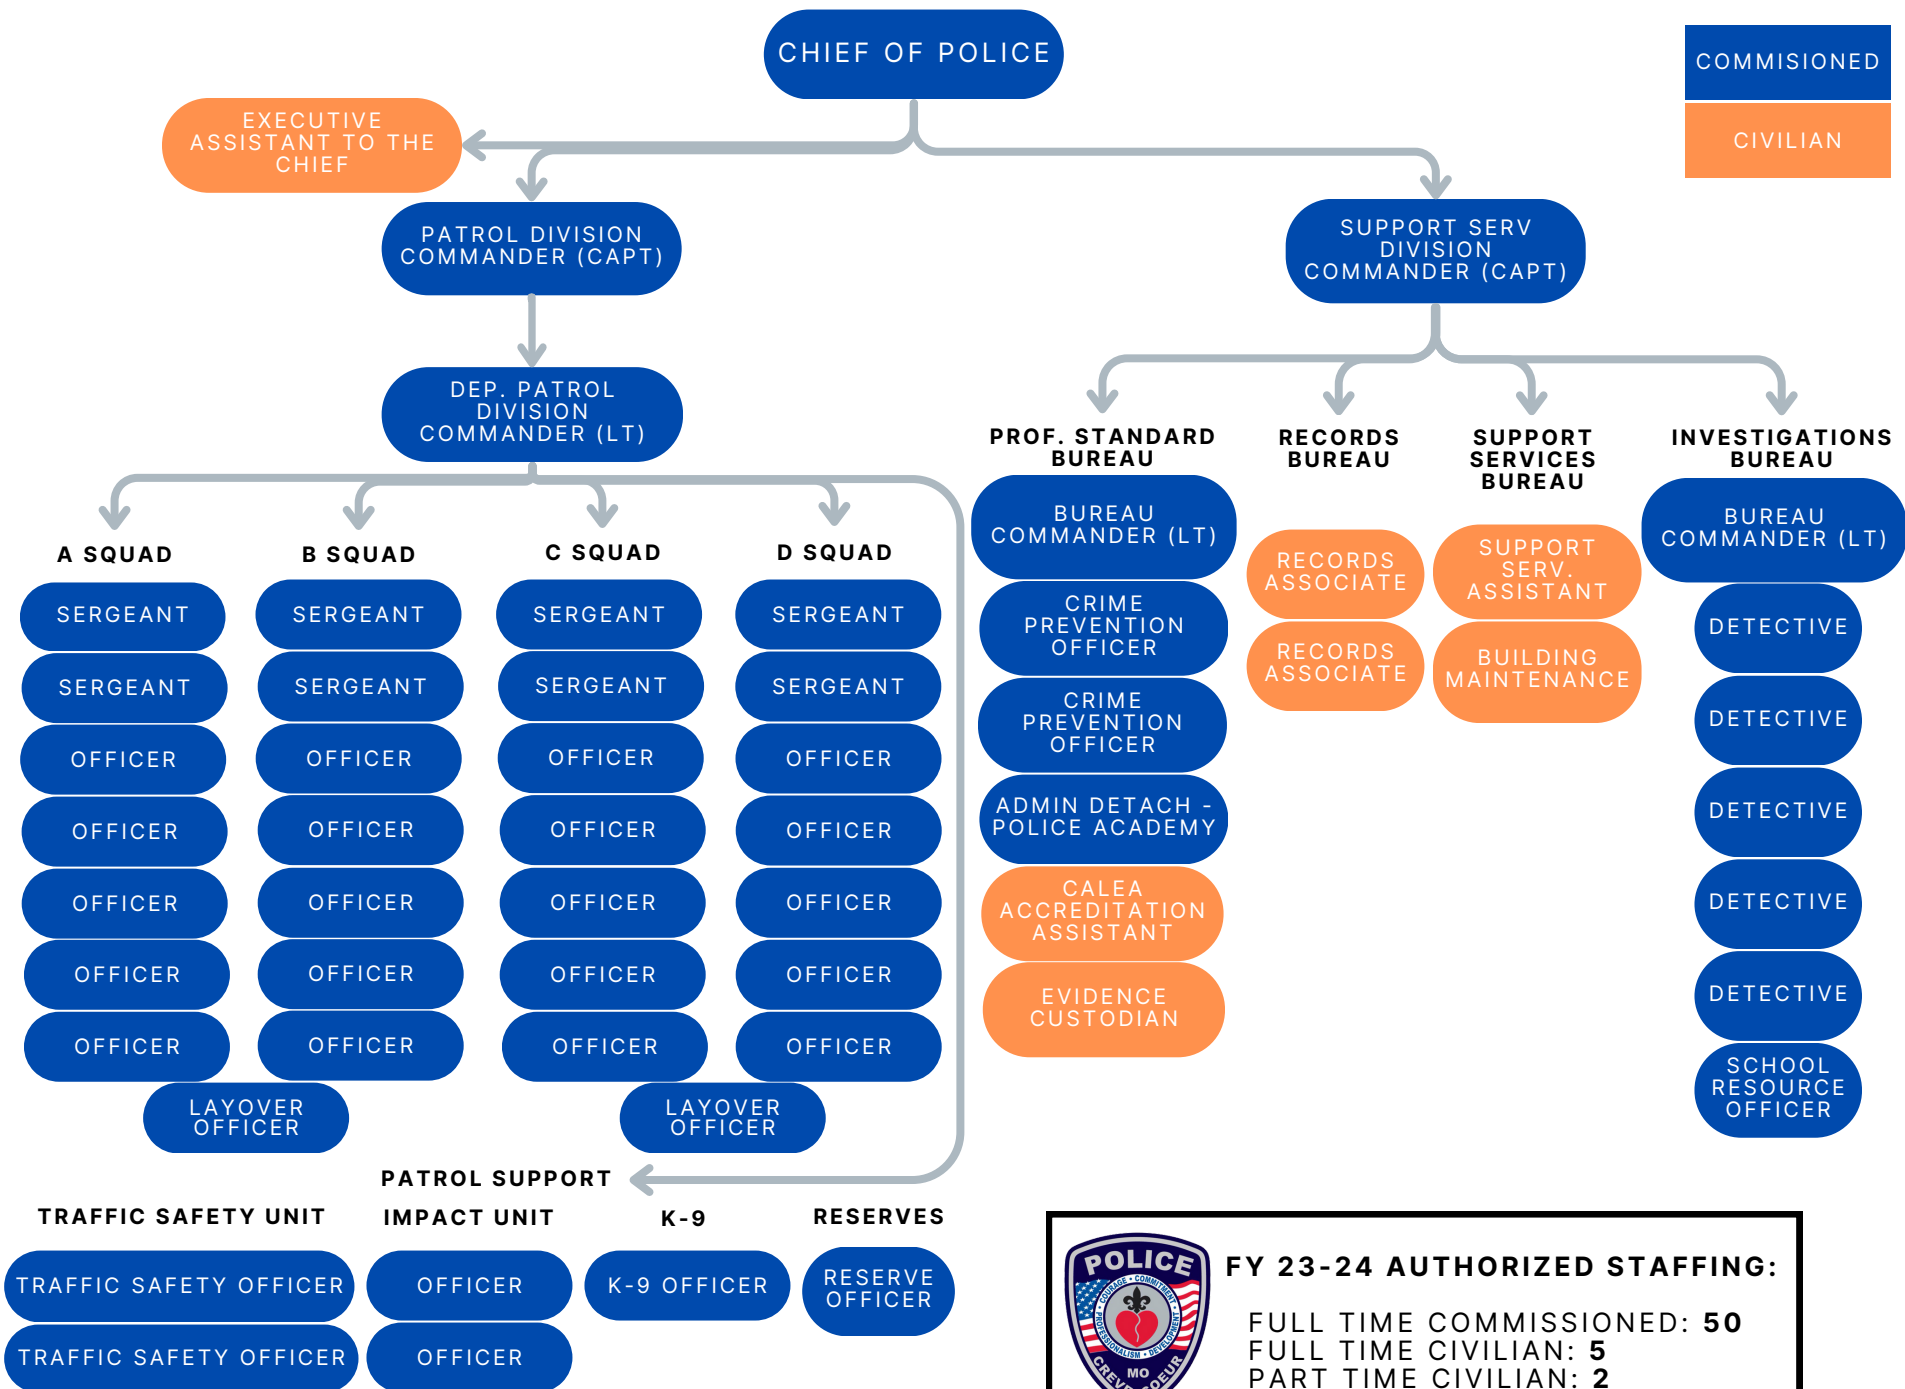 CHIEF OF POLICE
COMMISIONED
CIVILIAN
EXECUTIVE
ASSISTANT TO THE
CHIEF
PATROL DIVISION
COMMANDER (CAPT)
SUPPORT SERV
DIVISION
COMMANDER (CAPT)
DEP. PATROL
DIVISION
COMMANDER (LT)
A SQUAD
SERGEANT
SERGEANT
OFFICER
OFFICER
OFFICER
OFFICER
OFFICER
B SQUAD
SERGEANT
SERGEANT
OFFICER
OFFICER
OFFICER
OFFICER
OFFICER
LAYOVER
OFFICER
C SQUAD
SERGEANT
SERGEANT
OFFICER
OFFICER
OFFICER
OFFICER
OFFICER
D SQUAD
SERGEANT
SERGEANT
OFFICER
OFFICER
OFFICER
OFFICER
OFFICER
LAYOVER
OFFICER
PATROL SUPPORT
TRAFFIC SAFETY UNIT
TRAFFIC SAFETY OFFICER
TRAFFIC SAFETY OFFICER
IMPACT UNIT
OFFICER
OFFICER
K-9
K-9 OFFICER
RESERVES
RESERVE
OFFICER
PROF. STANDARD
BUREAU
BUREAU
COMMANDER (LT)
CRIME
PREVENTION
OFFICER
CRIME
PREVENTION
OFFICER
ADMIN DETACH -
POLICE ACADEMY
CALEA
ACCREDITATION
ASSISTANT
EVIDENCE
CUSTODIAN
RECORDS
BUREAU
RECORDS
ASSOCIATE
RECORDS
ASSOCIATE
SUPPORT
SERVICES
BUREAU
SUPPORT
SERV.
ASSISTANT
BUILDING
MAINTENANCE
INVESTIGATIONS
BUREAU
BUREAU
COMMANDER (LT)
DETECTIVE
DETECTIVE
DETECTIVE
DETECTIVE
DETECTIVE
SCHOOL
RESOURCE
OFFICER
POLICE
COURAGE • COMMITMENT •
PROFESSIONALISM • DEVELOPMENT •
MO
FY 23-24 AUTHORIZED STAFFING:
FULL TIME COMMISSIONED: 50
FULL TIME CIVILIAN: 5
PART TIME CIVILIAN: 2